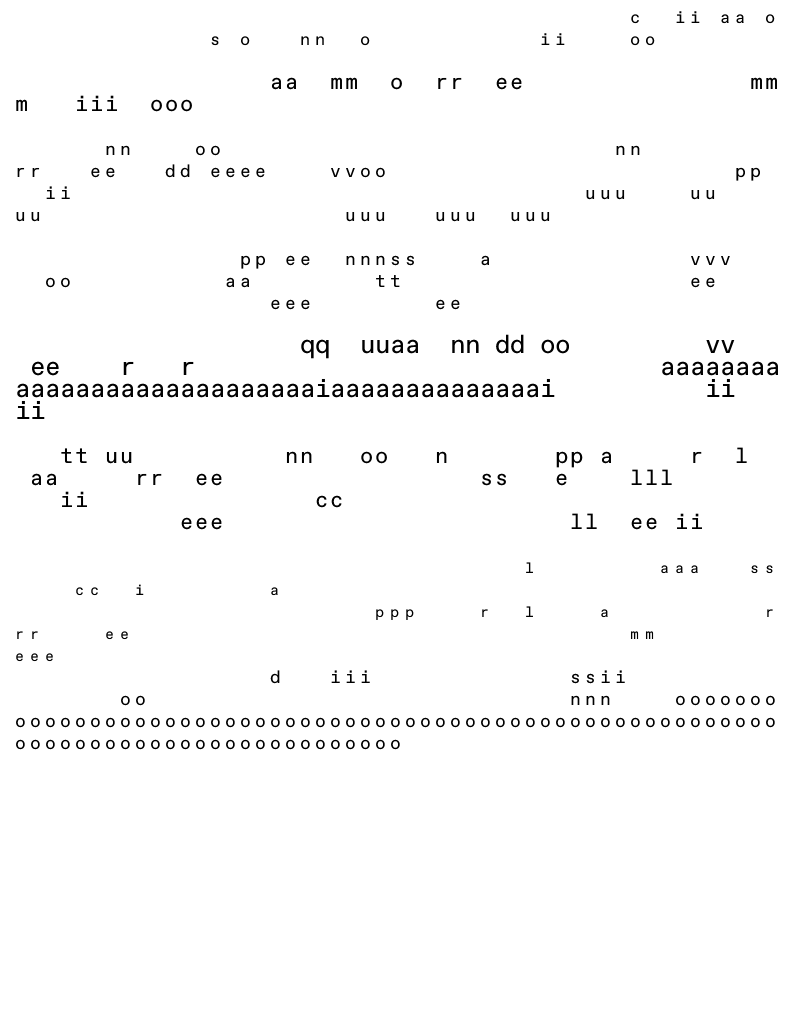 c ii aa o
s o nn o ii oo
aa mm o rr ee mm
m iii ooo
nn oo nn
rr ee dd eeee vvoo pp
ii uuu uu
uu uuu uuu uuu
pp ee nnnss a vvv
oo aa tt ee
eee ee
qq uuaa nn dd oo vv
ee r r aaaaaaaa
aaaaaaaaaaaaaaaaaaaaiaaaaaaaaaaaaaai ii
ii
tt uu nn oo n pp a r l
aa rr ee ss e lll
ii cc
eee ll ee ii
l aaa ss
cc i a
ppp r l a r
rr ee mm
eee
d iii ssii
oo nnn ooooooo
ooooooooooooooooooooooooooooooooooooooooooooooooooo
oooooooooooooooooooooooooo